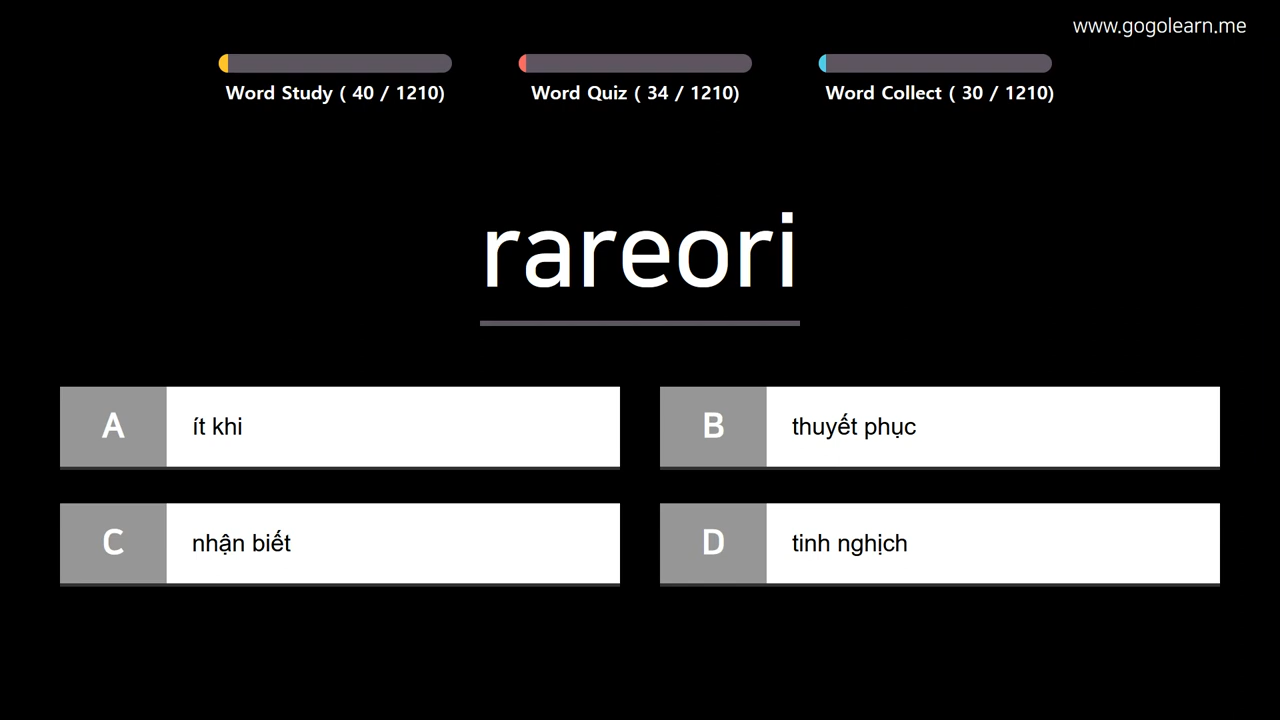 www.gogolearn.me
Word Study ( 40 / 1210)
Word Quiz ( 34 / 1210)
Word Collect ( 30 / 1210)
rareori
A
ít khi
B
thuyết phục
C
nhận biết
D
tinh nghịch